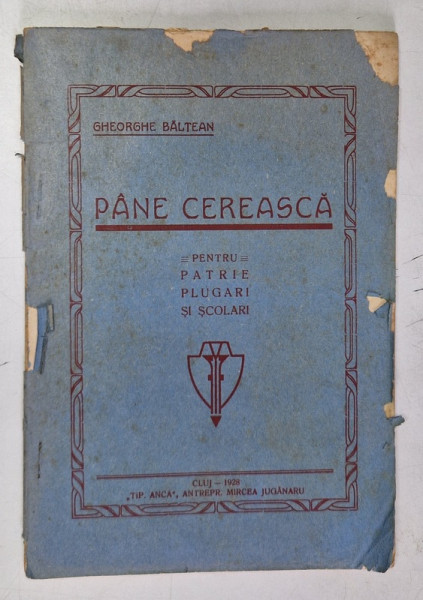 GHEORGHE BĂLTEAN
PÂNE CEREASCĂ
PENTRU
PATRIE
PLUGARI
ȘI ȘCOLARI
CLUJ – 1928
„TIP. ANCA“, ANTREPR. MIRCEA JUGĂNARU